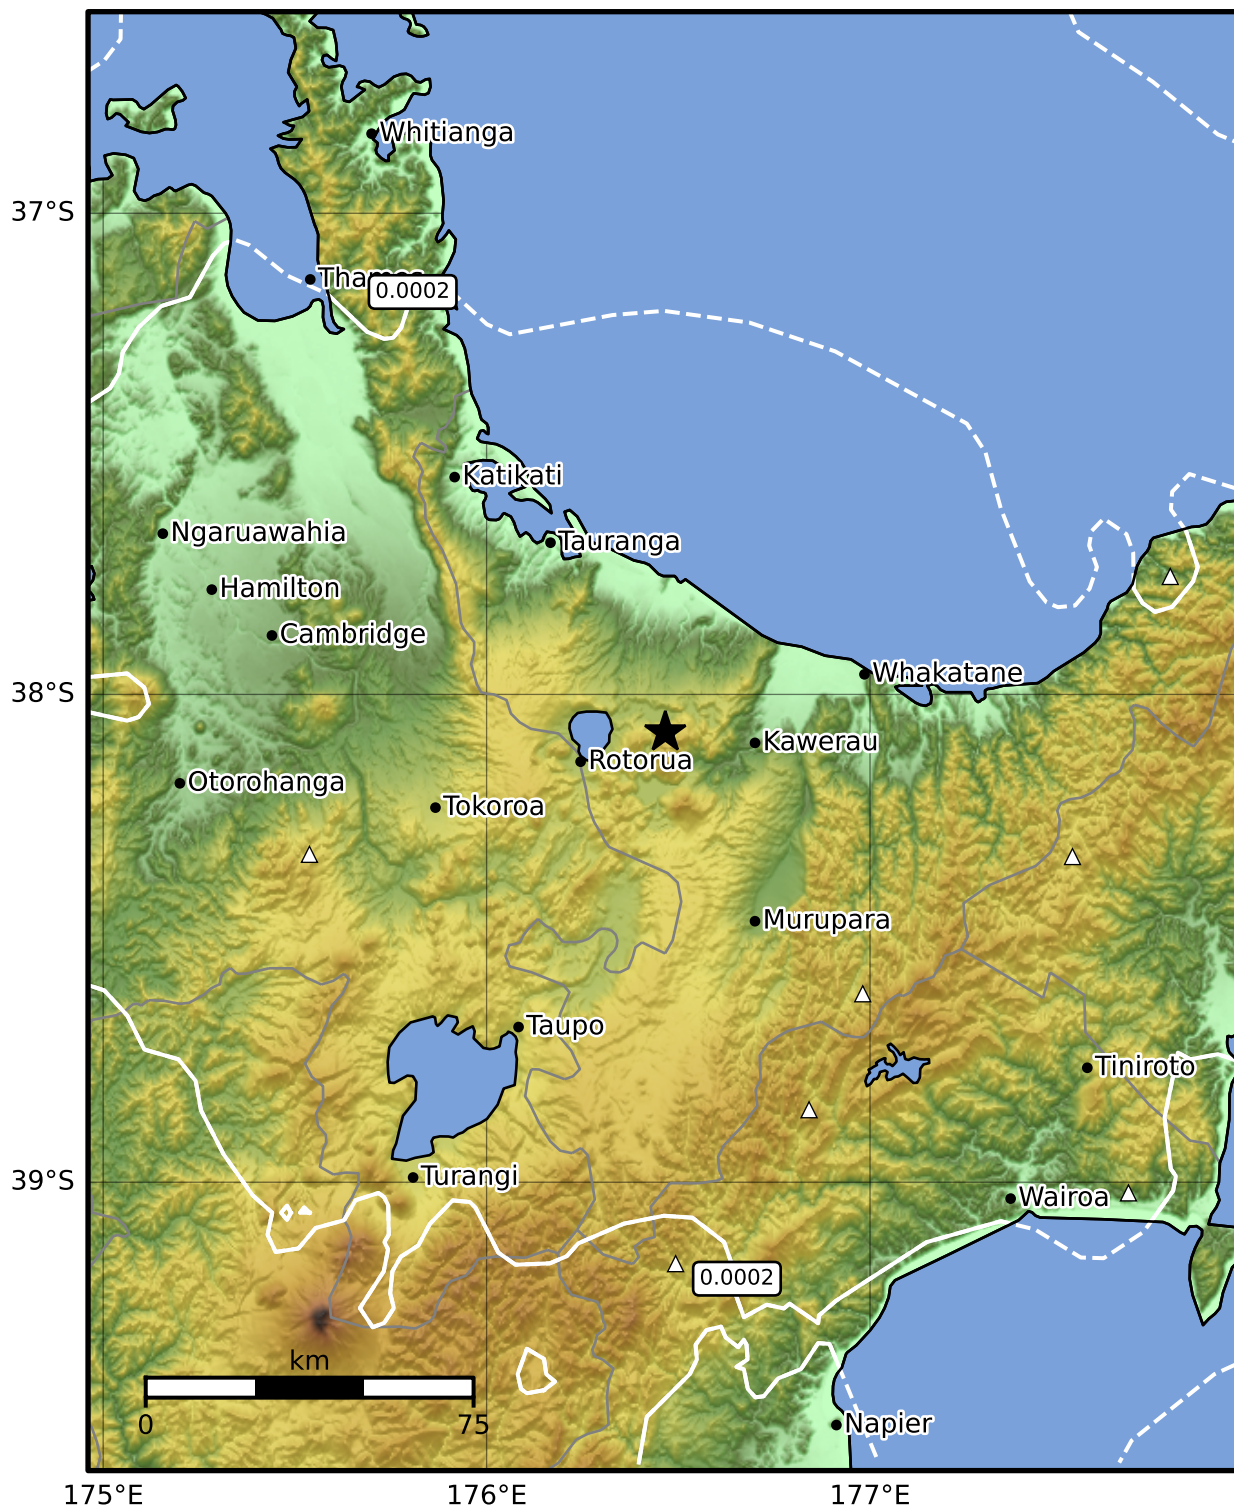 Whitianga
37°S
0.0002
Katikati
Ngaruawahia
Tauranga
Hamilton
Cambridge
Whakatane
38°S
Kawerau
Rotorua
Otorohanga
Tokoroa
Murupara
Taupo
Tiniroto
Turangi
39°S
Wairoa
0.0002
km
0
75
Napier
175°E
176°E
177°E